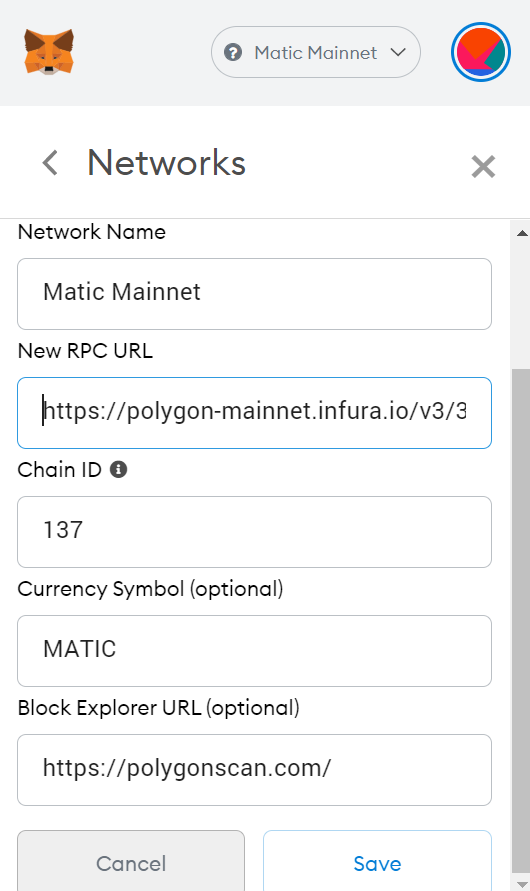 Matic Mainnet
Networks
Network Name
Matic Mainnet
New RPC URL
https://polygon-mainnet.infura.io/v3/3
Chain ID
137
Currency Symbol (optional)
MATIC
Block Explorer URL (optional)
https://polygonscan.com/
Cancel
Save